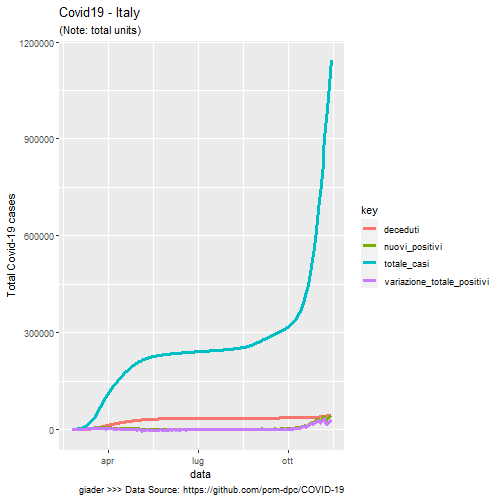 Covid19 - Italy
(Note: total units)
Total Covid-19 cases
1200000
900000
600000
300000
0
apr
lug
ott
data
key
deceduti
nuovi_positivi
totale_casi
variazione_totale_positivi
giader >>> Data Source: https://github.com/pcm-dpc/COVID-19